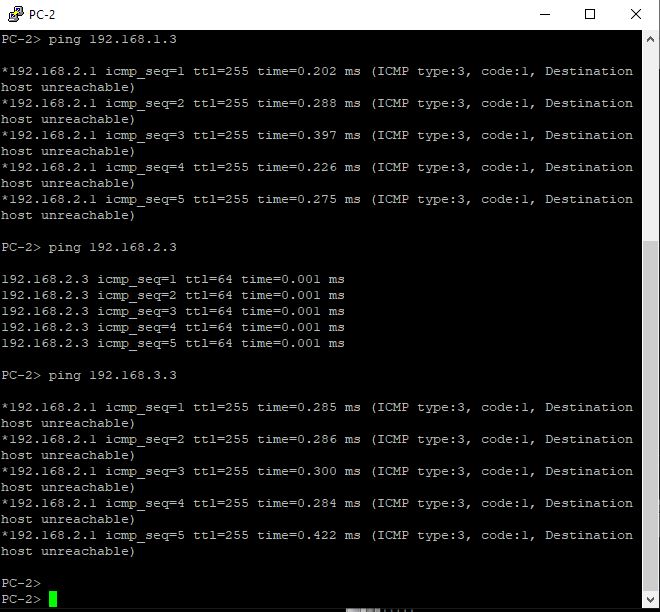 PC-2
PC-2> ping 192.168.1.3
*192.168.2.1 icmp_seq=1 ttl=255 time=0.202 ms (ICMP type:3, code:1, Destination
host unreachable)
*192.168.2.1 icmp_seq=2 ttl=255 time=0.288 ms (ICMP type:3, code:1, Destination
host unreachable)
*192.168.2.1 icmp_seq=3 ttl=255 time=0.397 ms (ICMP type:3, code:1, Destination
host unreachable)
*192.168.2.1 icmp_seq=4 ttl=255 time=0.226 ms (ICMP type:3, code:1, Destination
host unreachable)
*192.168.2.1 icmp_seq=5 ttl=255 time=0.275 ms (ICMP type:3, code:1, Destination
host unreachable)
PC-2> ping 192.168.2.3
192.168.2.3 icmp_seq=1 ttl=64 time=0.001 ms
192.168.2.3 icmp_seq=2 ttl=64 time=0.001 ms
192.168.2.3 icmp_seq=3 ttl=64 time=0.001 ms
192.168.2.3 icmp_seq=4 ttl=64 time=0.001 ms
192.168.2.3 icmp_seq=5 ttl=64 time=0.001 ms
PC-2> ping 192.168.3.3
*192.168.2.1 icmp_seq=1 ttl=255 time=0.285 ms (ICMP type:3, code:1, Destination
host unreachable)
*192.168.2.1 icmp_seq=2 ttl=255 time=0.286 ms (ICMP type:3, code:1, Destination
host unreachable)
*192.168.2.1 icmp_seq=3 ttl=255 time=0.300 ms (ICMP type:3, code:1, Destination
host unreachable)
*192.168.2.1 icmp_seq=4 ttl=255 time=0.284 ms (ICMP type:3, code:1, Destination
host unreachable)
*192.168.2.1 icmp_seq=5 ttl=255 time=0.422 ms (ICMP type:3, code:1, Destination
host unreachable)
PC-2>
PC-2>